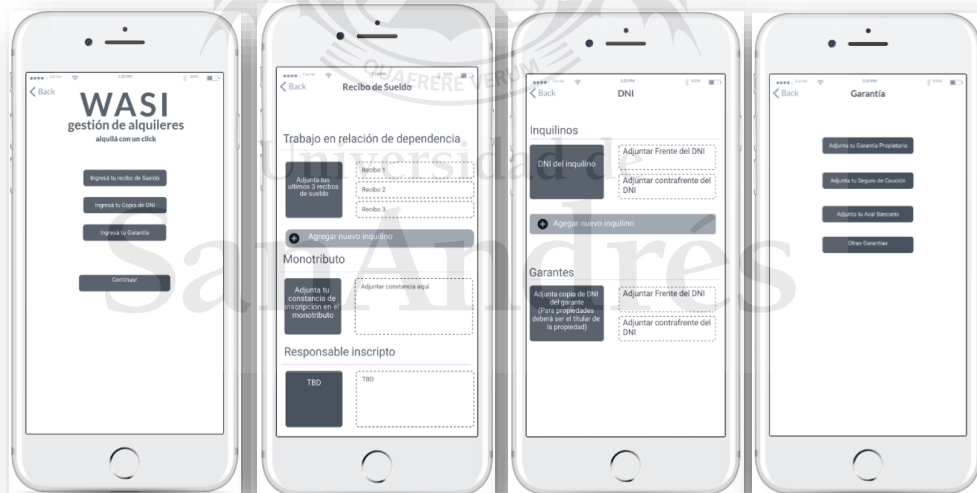 Back
WASI
gestión de alquileres
alquilá con un click
Ingresá tu recibo de Sueldo
Ingresá tu Copia de DNI
Ingresá tu Garantía
Continuar
Back
Recibo de Sueldo
Trabajo en relación de dependencia
Adjunta tus
ultimos 3 recibos
de sueldo
Recibo 1
Recibo 2
Recibo 3
Agregar nuevo inquilino
Monotributo
Adjunta tu
constancia de
inscripción en el
monotributo
Adjuntar constancia aquí
Responsable inscripto
TBD
TBD
Back
DNI
Inquilinos
DNI del inquilino
Adjuntar Frente del DNI
Adjuntar contrafrente del
DNI
Agegar nuevo inquilino
Garantes
Adjunta copia de DNI
del garante
(Para propiedades
deberá ser el titular de
la propiedad)
Adjuntar Frente del DNI
Adjuntar contrafrente del
DNI
Back
Garantía
Adjunta tu Garantía Propietaria
Adjunta tu Seguro de Caución
Adjunta tu Aval Bancario
Otras Garantías
QUAERERE VERUM
Universidad de
SanAndrés